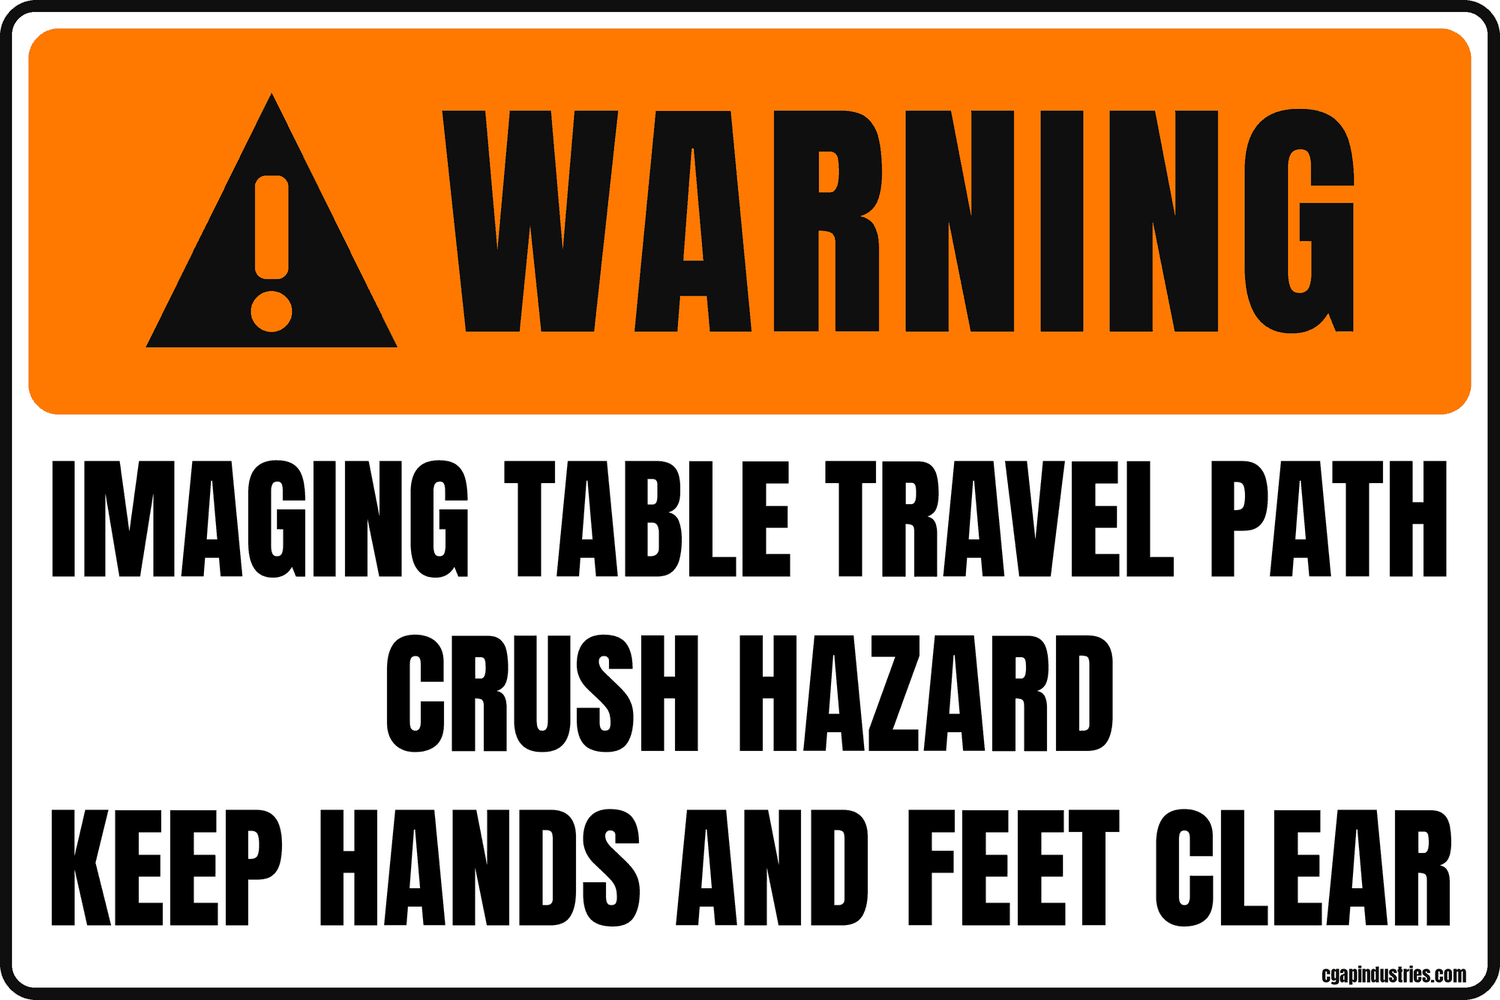 WARNING
IMAGING TABLE TRAVEL PATH
CRUSH HAZARD
KEEP HANDS AND FEET CLEAR
cgapindustries.com